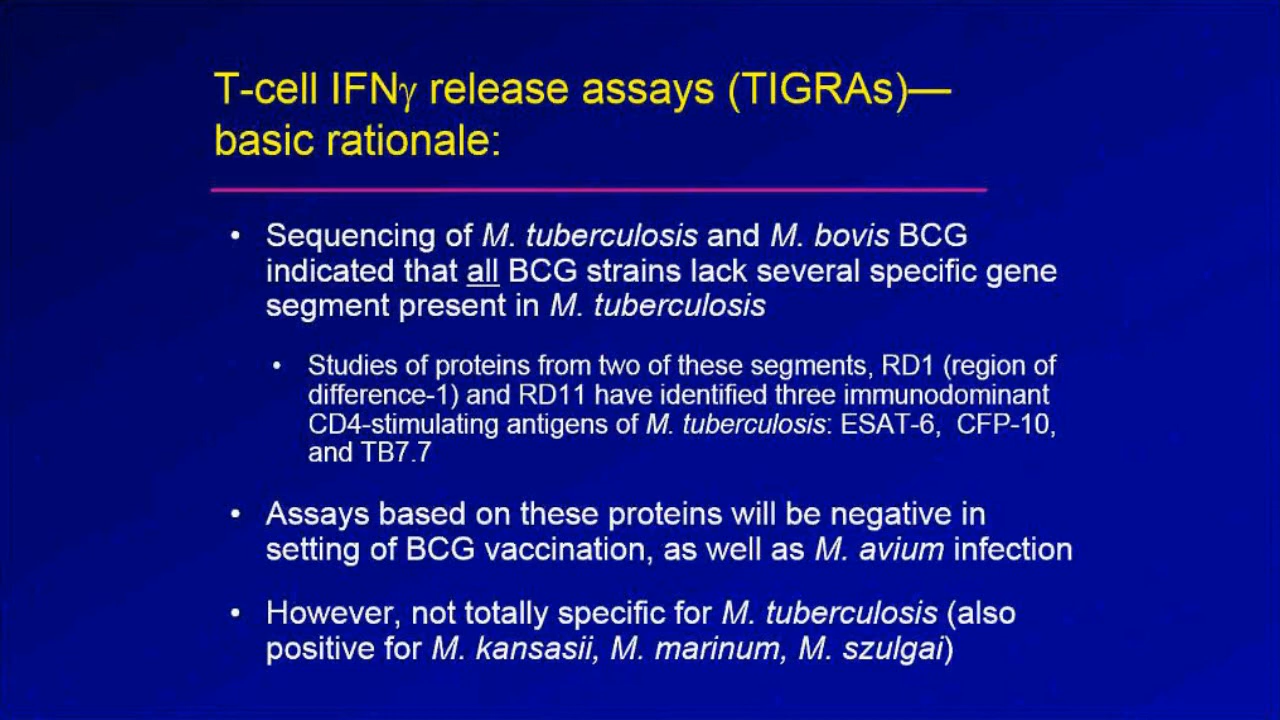 T-cell IFNγ release assays (TIGRAs)—
basic rationale:
• Sequencing of M. tuberculosis and M. bovis BCG
indicated that all BCG strains lack several specific gene
segment present in M. tuberculosis
• Studies of proteins from two of these segments, RD1 (region of
difference-1) and RD11 have identified three immunodominant
CD4-stimulating antigens of M. tuberculosis: ESAT-6,  CFP-10,
and TB7.7
• Assays based on these proteins will be negative in
setting of BCG vaccination, as well as M. avium infection
• However, not totally specific for M. tuberculosis (also
positive for M. kansasii, M. marinum, M. szulgai)